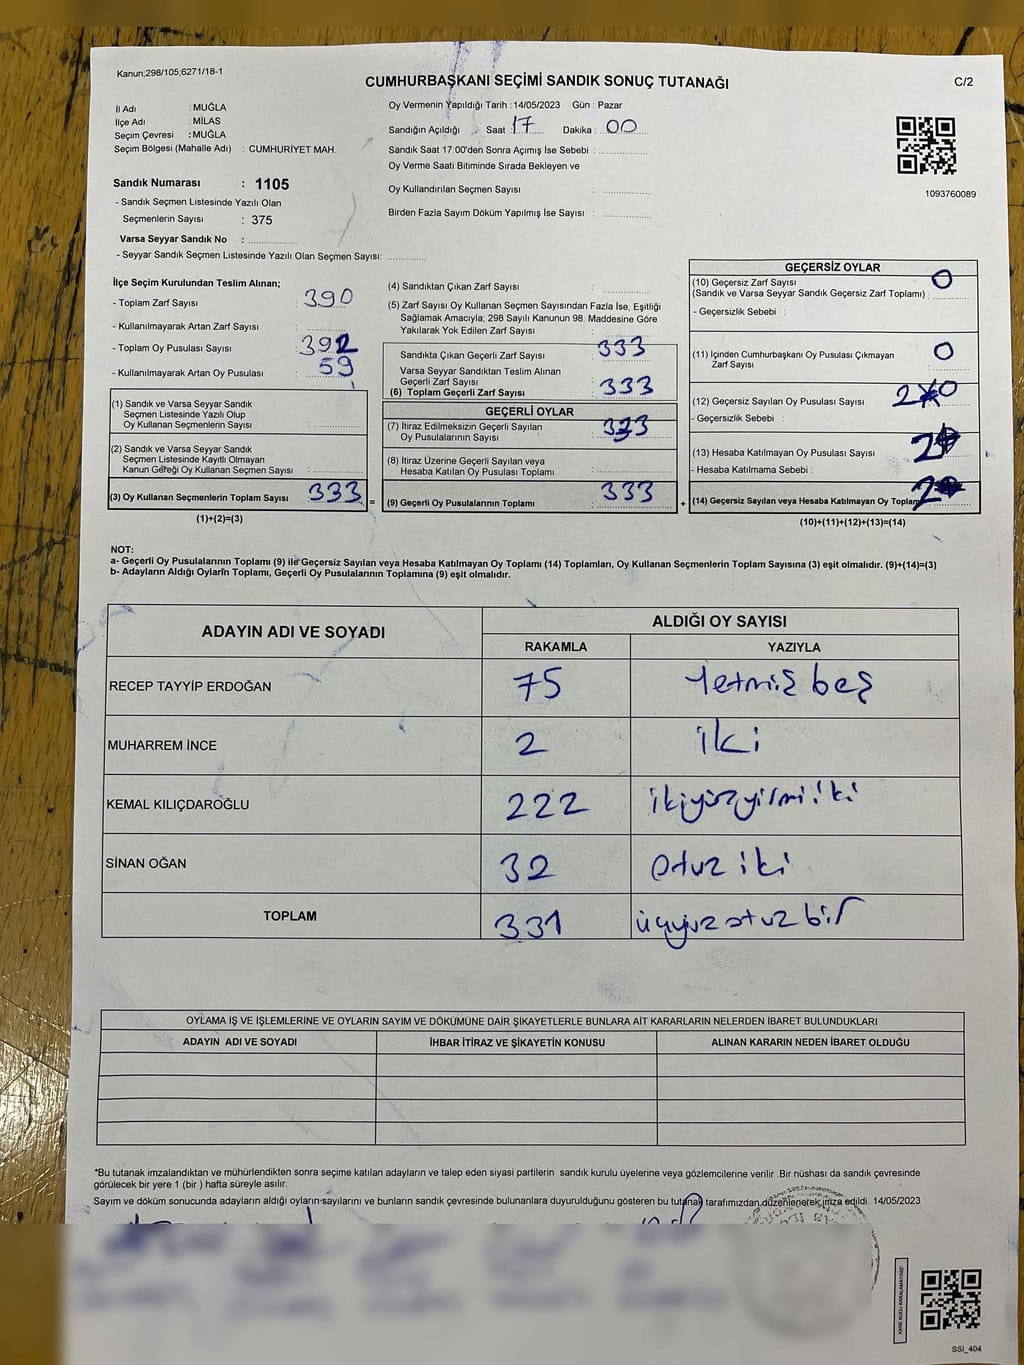 Kanun;298/105;6271/18-1
CUMHURBAŞKANI SEÇİMİ SANDIK SONUÇ TUTANAĞI
C/2
İl Adı : MUĞLA
İlçe Adı : MİLAS
Seçim Çevresi : MUĞLA
Seçim Bölgesi (Mahalle Adı) : CUMHURİYET MAH.
Sandık Numarası : 1105
- Sandık Seçmen Listesinde Yazılı Olan
Seçmenlerin Sayısı : 375
Varsa Seyyar Sandık No :
- Seyyar Sandık Seçmen Listesinde Yazılı Olan Seçmen Sayısı:
Oy Vermenin Yapıldığı Tarih :14/05/2023 Gün : Pazar
Sandığın Açıldığı : Saat : 17 Dakika : 00
Sandık Saat 17:00'den Sonra Açımış İse Sebebi :
Oy Verme Saati Bitiminde Sırada Bekleyen ve
Oy Kullandırılan Seçmen Sayısı :
Birden Fazla Sayım Döküm Yapılmış İse Sayısı :
1093760089
İlçe Seçim Kurulundan Teslim Alınan;
- Toplam Zarf Sayısı : 390
- Kullanılmayarak Artan Zarf Sayısı :
- Toplam Oy Pusulası Sayısı : 392
- Kullanılmayarak Artan Oy Pusulası : 59
(1) Sandık ve Varsa Seyyar Sandık
Seçmen Listesinde Yazılı Olup
Oy Kullanan Seçmenlerin Sayısı :
(2) Sandık ve Varsa Seyyar Sandık
Seçmen Listesinde Kayıtlı Olmayan
Kanun Gereği Oy Kullanan Seçmen Sayısı :
(3) Oy Kullanan Seçmenlerin Toplam Sayısı 333 =
(1)+(2)=(3)
(4) Sandıktan Çıkan Zarf Sayısı :
(5) Zarf Sayısı Oy Kullanan Seçmen Sayısından Fazla İse, Eşitliği
Sağlamak Amacıyla; 298 Sayılı Kanunun 98. Maddesine Göre
Yakılarak Yok Edilen Zarf Sayısı :
Sandıkta Çıkan Geçerli Zarf Sayısı : 333
Varsa Seyyar Sandıktan Teslim Alınan
Geçerli Zarf Sayısı :
(6) Toplam Geçerli Zarf Sayısı : 333
GEÇERLİ OYLAR
(7) İtiraz Edilmeksizin Geçerli Sayılan
Oy Pusulalarının Sayısı :
(8) İtiraz Üzerine Geçerli Sayılan veya
Hesaba Katılan Oy Pusulası Toplamı :
(9) Geçerli Oy Pusulalarının Toplamı 333 +
GEÇERSİZ OYLAR
(10) Geçersiz Zarf Sayısı
(Sandık ve Varsa Seyyar Sandık Geçersiz Zarf Toplamı) : 0
- Geçersizlik Sebebi :
(11) İçinden Cumhurbaşkanı Oy Pusulası Çıkmayan
Zarf Sayısı : 0
(12) Geçersiz Sayılan Oy Pusulası Sayısı :
- Geçersizlik Sebebi :
(13) Hesaba Katılmayan Oy Pusulası Sayısı : 2
- Hesaba Katılmama Sebebi :
(14) Geçersiz Sayılan veya Hesaba Katılmayan Oy Toplam 2
(10)+(11)+(12)+(13)=(14)
NOT:
a- Geçerli Oy Pusulalarının Toplamı (9) ile Geçersiz Sayılan veya Hesaba Katılmayan Oy Toplamı (14) Toplamları, Oy Kullanan Seçmenlerin Toplam Sayısına (3) eşit olmalıdır. (9)+(14)=(3)
b- Adayların Aldığı Oyların Toplamı, Geçerli Oy Pusulalarının Toplamına (9) eşit olmalıdır.
ADAYIN ADI VE SOYADI ALDIĞI OY SAYISI
RAKAMLA YAZIYLA
RECEP TAYYİP ERDOĞAN 75 Yetmiş beş
MUHARREM İNCE 2 iki
KEMAL KILIÇDAROĞLU 222 ikiyüzyirmi iki
SİNAN OĞAN 32 otuz iki
TOPLAM 331 üçyüz otuz bir
OYLAMA İŞ VE İŞLEMLERİNE VE OYLARIN SAYIM VE DÖKÜMÜNE DAİR ŞİKAYETLERLE BUNLARA AİT KARARLARIN NELERDEN İBARET BULUNDUKLARI
ADAYIN ADI VE SOYADI İHBAR İTİRAZ VE ŞİKAYETİN KONUSU ALINAN KARARIN NEDEN İBARET OLDUĞU
*Bu tutanak imzalandıktan ve mühürlendikten sonra seçime katılan adayların ve talep eden siyasi partilerin sandık kurulu üyelerine veya gözlemcilerine verilir .Bir nüshası da sandık çevresinde
görülecek bir yere 1 (bir ) hafta süreyle asılır.
Sayım ve döküm sonucunda adayların aldığı oyların sayılarını ve bunların sandık çevresinde bulunanlara duyurulduğunu gösteren bu tutanak tarafımızdan düzenlenerek imza edildi. 14/05/2023
KARE KODU KARALAMAYINIZ!
SSI_404